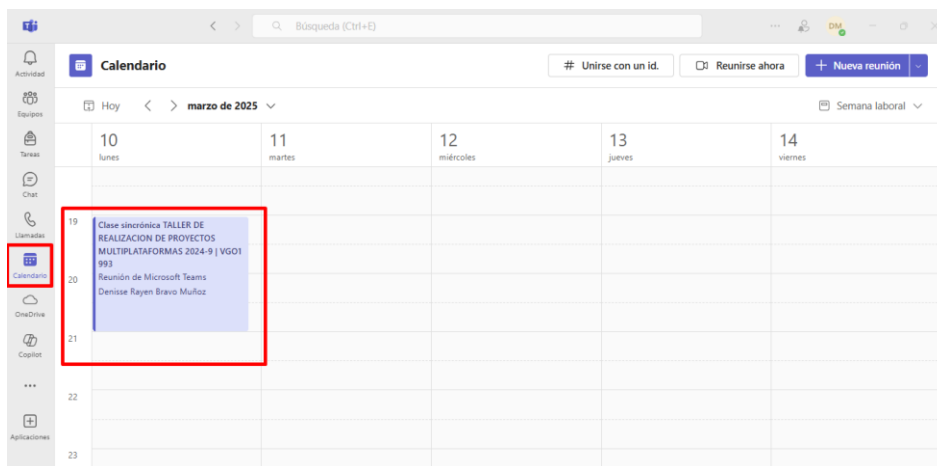 Búsqueda (Ctrl+E)
DM
Actividad
Equipos
Tareas
Chat
Llamadas
Calendario
OneDrive
Copilot
Aplicaciones
Calendario
# Unirse con un id.
Reunirse ahora
+ Nueva reunión
Hoy
marzo de 2025
Semana laboral
10
lunes
11
martes
12
miércoles
13
jueves
14
viernes
19
Clase sincrónica TALLER DE
REALIZACION DE PROYECTOS
MULTIPLATAFORMAS 2024-9 | VGO1
993
Reunión de Microsoft Teams
Denisse Rayen Bravo Muñoz
20
21
22
23